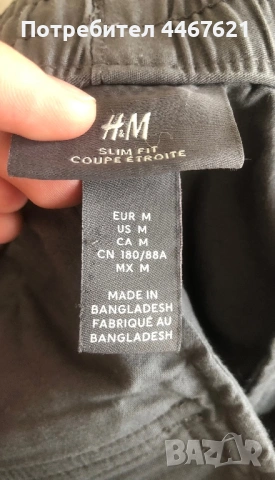 Потребител 4467621
H&M
SLIM FIT
COUPE ÉTROITE
EUR M
US M
CA M
CN 180/88A
MX M
MADE IN
BANGLADESH
FABRIQUÉ AU
BANGLADESH
BAZAR